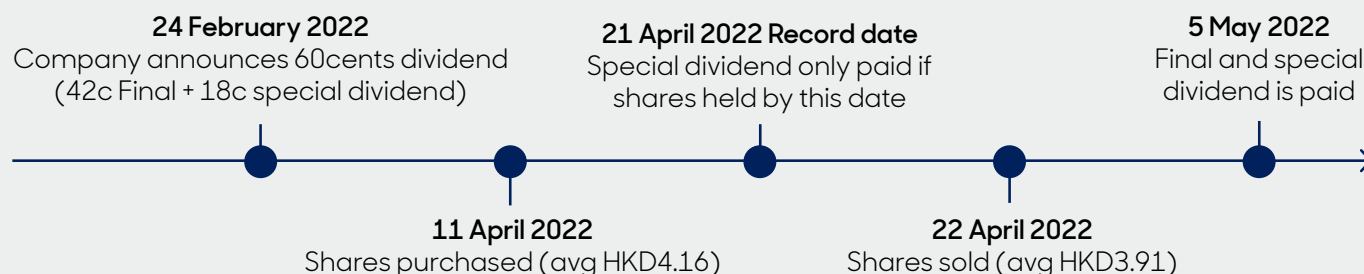 24 February 2022
Company announces 60cents dividend
(42c Final + 18c special dividend)
21 April 2022 Record date
Special dividend only paid if
shares held by this date
5 May 2022
Final and special
dividend is paid
11 April 2022
Shares purchased (avg HKD4.16)
22 April 2022
Shares sold (avg HKD3.91)